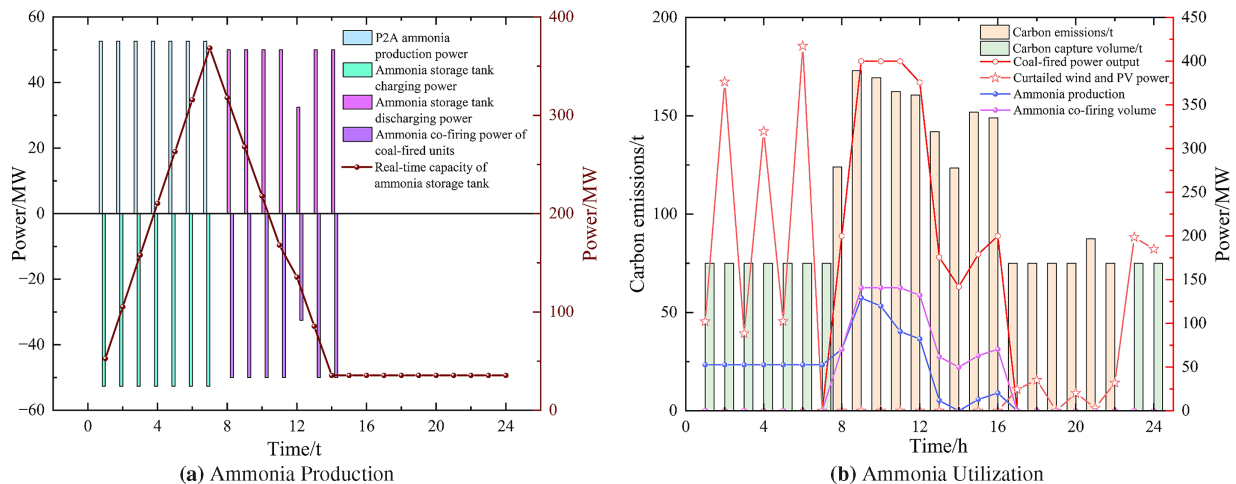 60
40
20
0
−20
−40
−60
Power/MW
0
4
8
12
16
20
24
Time/t
400
300
200
100
0
Power/MW
P2A ammonia
production power
Ammonia storage tank
charging power
Ammonia storage tank
discharging power
Ammonia co-firing power of
coal-fired units
Real-time capacity of
ammonia storage tank
(a) Ammonia Production
200
150
100
50
0
Carbon emissions/t
0
4
8
12
16
20
24
Time/h
450
400
350
300
250
200
150
100
50
0
Power/MW
Carbon emissions/t
Carbon capture volume/t
Coal-fired power output
Curtailed wind and PV power
Ammonia production
Ammonia co-firing volume
(b) Ammonia Utilization